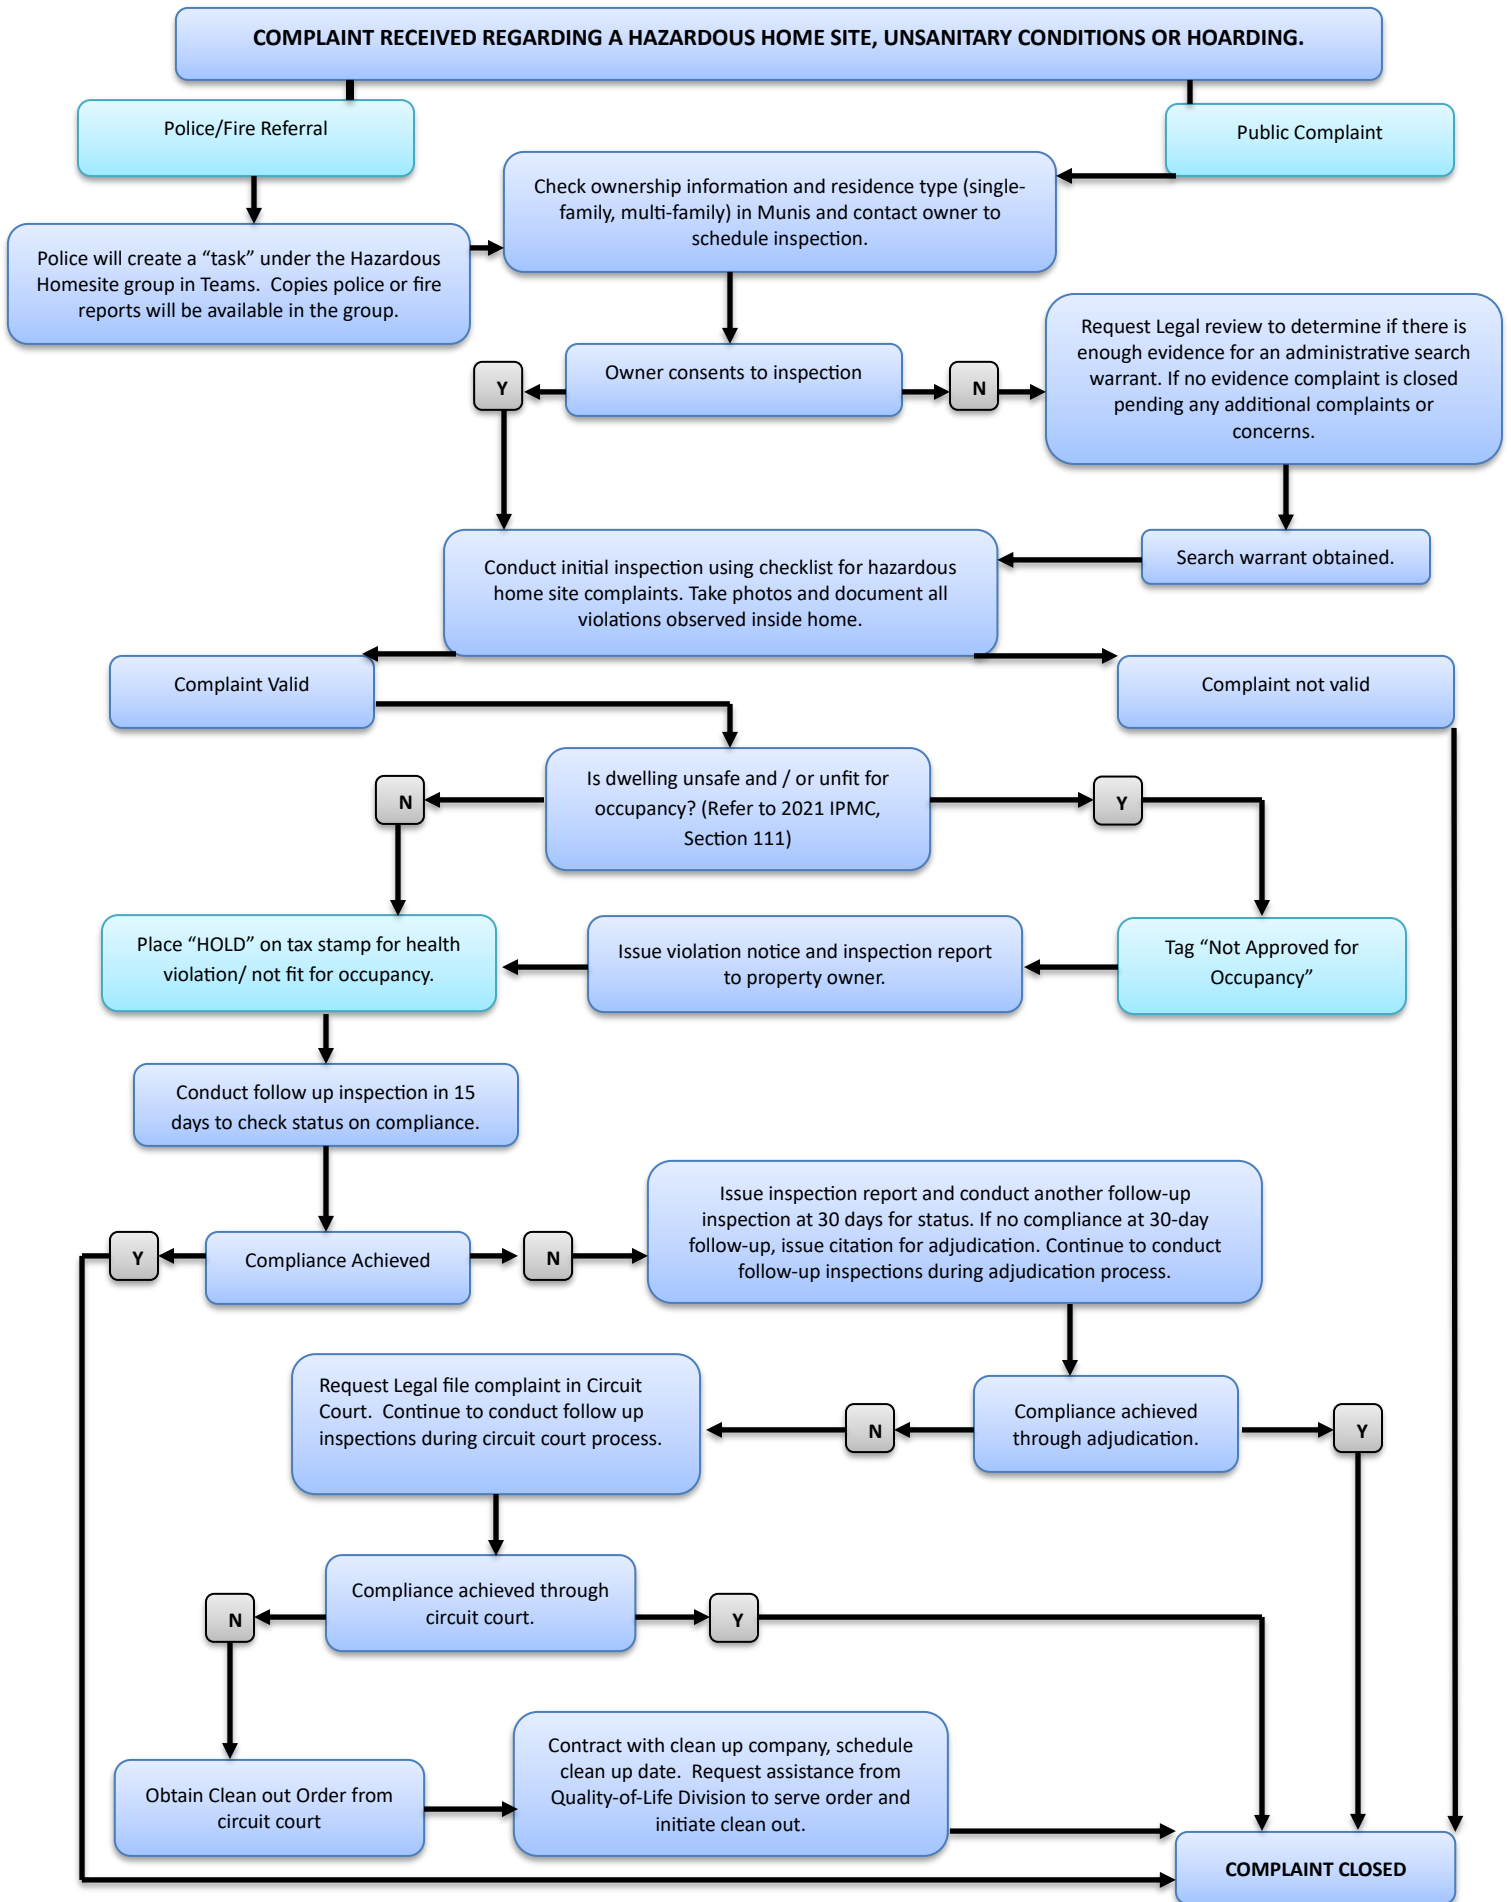 COMPLAINT RECEIVED REGARDING A HAZARDOUS HOME SITE, UNSANITARY CONDITIONS OR HOARDING.
Police/Fire Referral
Public Complaint
Check ownership information and residence type (single-
family, multi-family) in Munis and contact owner to
schedule inspection.
Police will create a “task” under the Hazardous
Homesite group in Teams.  Copies police or fire
reports will be available in the group.
Request Legal review to determine if there is
enough evidence for an administrative search
warrant. If no evidence complaint is closed
pending any additional complaints or
concerns.
Y
Owner consents to inspection
N
Conduct initial inspection using checklist for hazardous
home site complaints. Take photos and document all
violations observed inside home.
Search warrant obtained.
Complaint Valid
Complaint not valid
N
Is dwelling unsafe and / or unfit for
occupancy? (Refer to 2021 IPMC,
Section 111)
Y
Place “HOLD” on tax stamp for health
violation/ not fit for occupancy.
Issue violation notice and inspection report
to property owner.
Tag “Not Approved for
Occupancy”
Conduct follow up inspection in 15
days to check status on compliance.
Y
Compliance Achieved
N
Issue inspection report and conduct another follow-up
inspection at 30 days for status. If no compliance at 30-day
follow-up, issue citation for adjudication. Continue to conduct
follow-up inspections during adjudication process.
Request Legal file complaint in Circuit
Court.  Continue to conduct follow up
inspections during circuit court process.
N
Compliance achieved
through adjudication.
Y
N
Compliance achieved through
circuit court.
Y
Obtain Clean out Order from
circuit court
Contract with clean up company, schedule
clean up date.  Request assistance from
Quality-of-Life Division to serve order and
initiate clean out.
COMPLAINT CLOSED